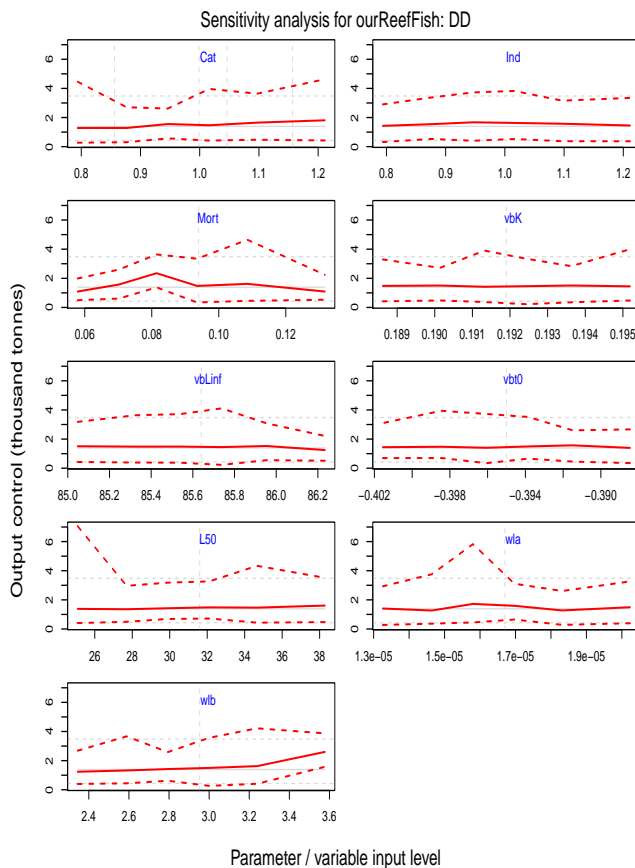 Sensitivity analysis for ourReefFish: DD
Output control (thousand tonnes)
Cat
0 2 4 6
0.8 0.9 1.0 1.1 1.2
Ind
0 2 4 6
0.8 0.9 1.0 1.1 1.2
Mort
0 2 4 6
0.06 0.08 0.10 0.12
vbK
0 2 4 6
0.189 0.190 0.191 0.192 0.193 0.194 0.195
vbLinf
0 2 4 6
85.0 85.2 85.4 85.6 85.8 86.0 86.2
vbt0
0 2 4 6
−0.402 −0.398 −0.394 −0.390
L50
0 2 4 6
26 28 30 32 34 36 38
wla
0 2 4 6
1.3e−05 1.5e−05 1.7e−05 1.9e−05
wlb
0 2 4 6
2.4 2.6 2.8 3.0 3.2 3.4 3.6
Parameter / variable input level